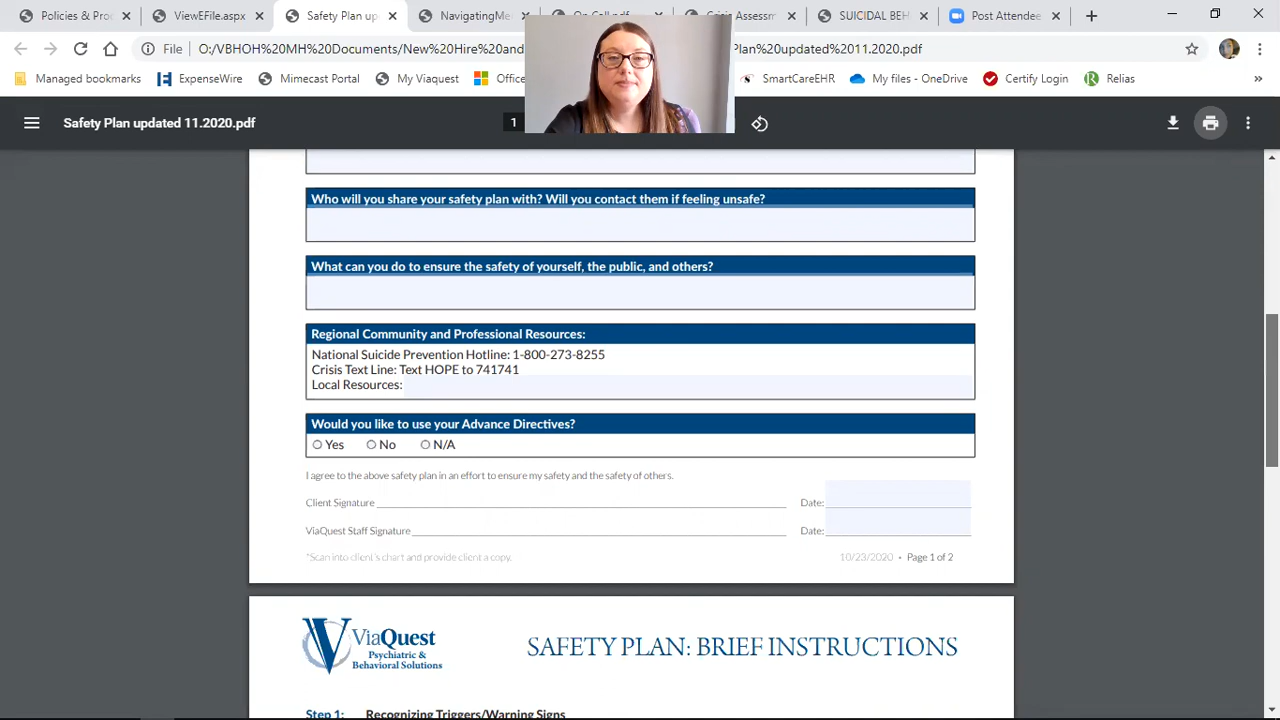 Policies & Pro
ViewEFile.aspx
Safety Plan up
NavigatingMe
On Call
Assessm
SUICIDAL BEH
Post Attendee
File
O:/VBHOH%20MH%20Documents/New%20Hire%20and
Plan%20updated%2011.2020.pdf
Managed bookmarks
ExpenseWire
Mimecast Portal
My Viaquest
Office
SmartCareEHR
My files - OneDrive
Certify Login
Relias
»
Safety Plan updated 11.2020.pdf
1
Who will you share your safety plan with? Will you contact them if feeling unsafe?
What can you do to ensure the safety of yourself, the public, and others?
Regional Community and Professional Resources:
National Suicide Prevention Hotline: 1-800-273-8255
Crisis Text Line: Text HOPE to 741741
Local Resources:
Would you like to use your Advance Directives?
Yes No N/A
I agree to the above safety plan in an effort to ensure my safety and the safety of others.
Client Signature Date:
ViaQuest Staff Signature Date:
*Scan into client's chart and provide client a copy. 10/23/2020 • Page 1 of 2
ViaQuest
Psychiatric &
Behavioral Solutions
SAFETY PLAN: BRIEF INSTRUCTIONS
Step 1: Recognizing Triggers/Warning Signs